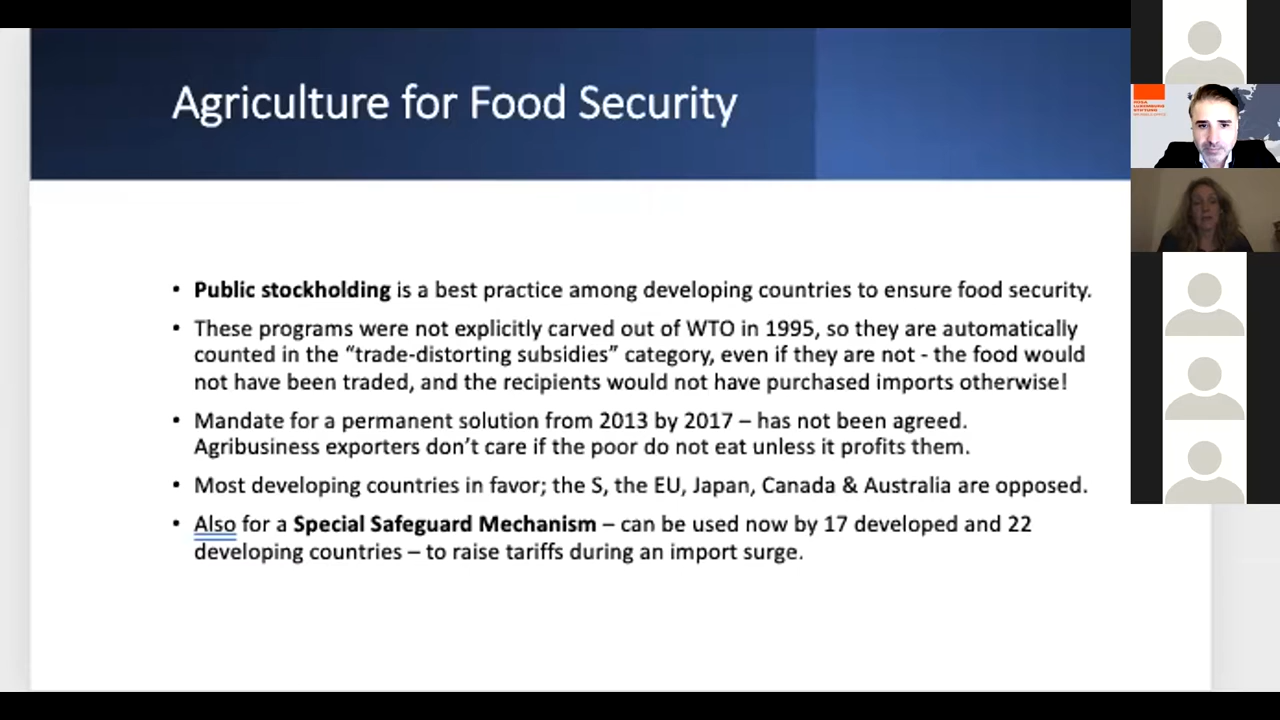 Agriculture for Food Security
ROSA
LUXEMBURG
STIFTUNG
• Public stockholding is a best practice among developing countries to ensure food security.
• These programs were not explicitly carved out of WTO in 1995, so they are automatically
counted in the “trade-distorting subsidies” category, even if they are not - the food would
not have been traded, and the recipients would not have purchased imports otherwise!
• Mandate for a permanent solution from 2013 by 2017 – has not been agreed.
Agribusiness exporters don’t care if the poor do not eat unless it profits them.
• Most developing countries in favor; the S, the EU, Japan, Canada & Australia are opposed.
• Also for a Special Safeguard Mechanism – can be used now by 17 developed and 22
developing countries – to raise tariffs during an import surge.